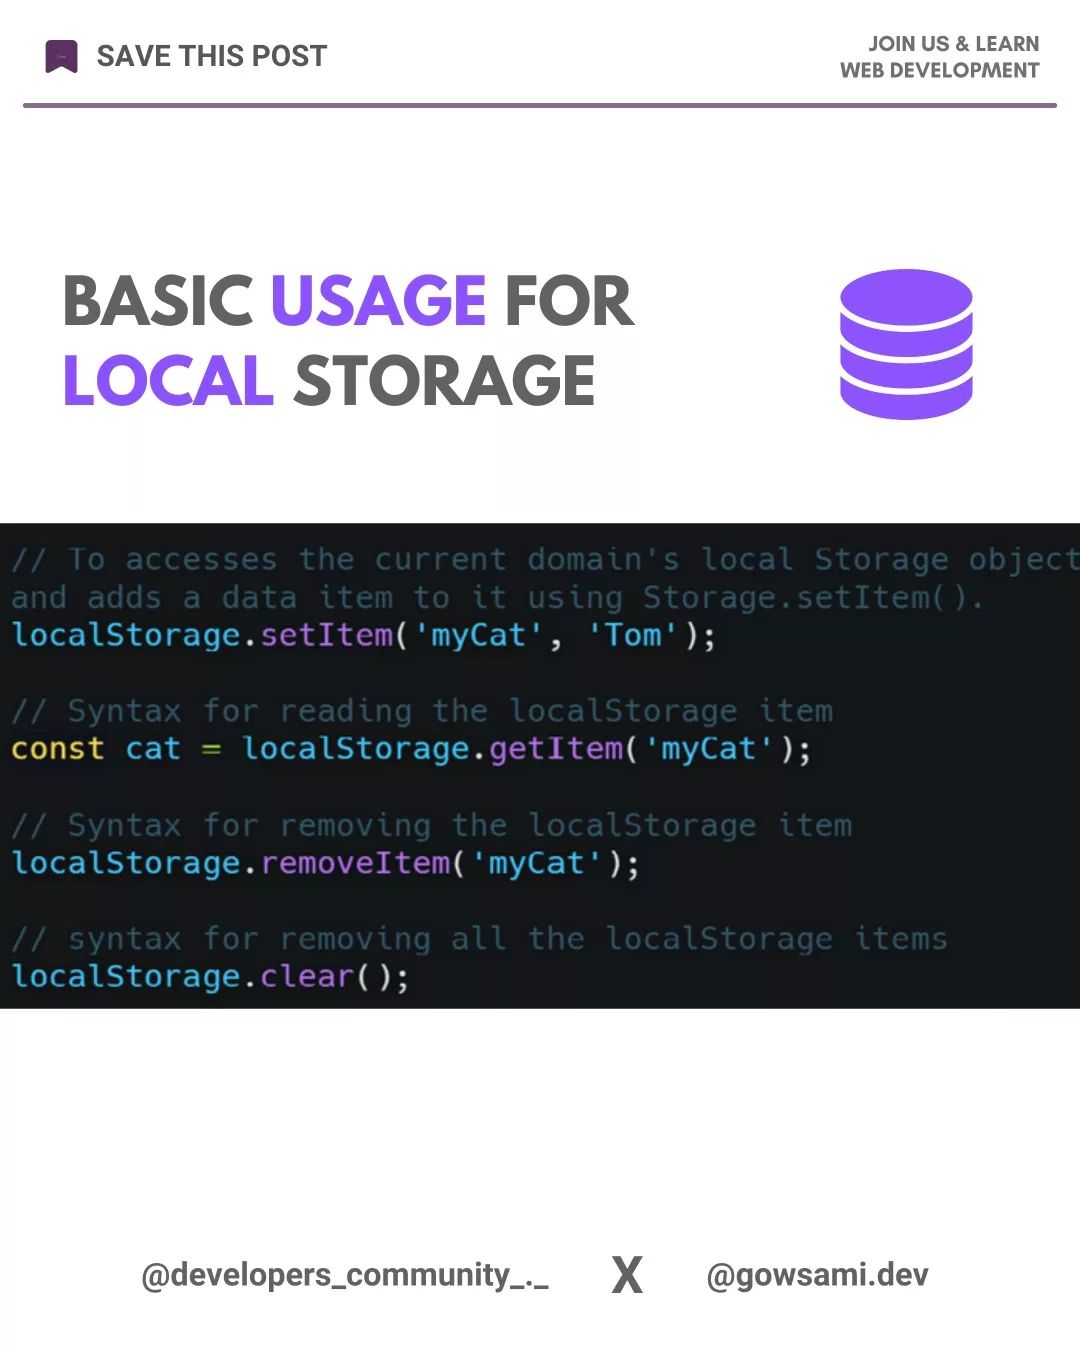 SAVE THIS POST
JOIN US & LEARN
WEB DEVELOPMENT
BASIC USAGE FOR
LOCAL STORAGE
// To accesses the current domain's local Storage object
and adds a data item to it using Storage.setItem().
localStorage.setItem('myCat', 'Tom');
// Syntax for reading the localStorage item
const cat = localStorage.getItem('myCat');
// Syntax for removing the localStorage item
localStorage.removeItem('myCat');
// syntax for removing all the localStorage items
localStorage.clear();
@developers_community_._ X @gowsami.dev